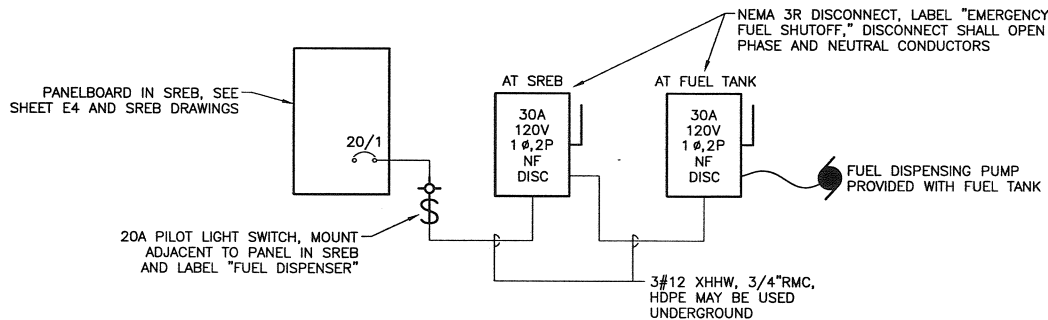 NEMA 3R DISCONNECT, LABEL "EMERGENCY
FUEL SHUTOFF," DISCONNECT SHALL OPEN
PHASE AND NEUTRAL CONDUCTORS
PANELBOARD IN SREB, SEE
SHEET E4 AND SREB DRAWINGS
20/1
AT SREB
30A
120V
1ø,2P
NF
DISC
AT FUEL TANK
30A
120V
1ø,2P
NF
DISC
FUEL DISPENSING PUMP
PROVIDED WITH FUEL TANK
20A PILOT LIGHT SWITCH, MOUNT
ADJACENT TO PANEL IN SREB
AND LABEL "FUEL DISPENSER"
S
3#12 XHHW, 3/4"RMC,
HDPE MAY BE USED
UNDERGROUND